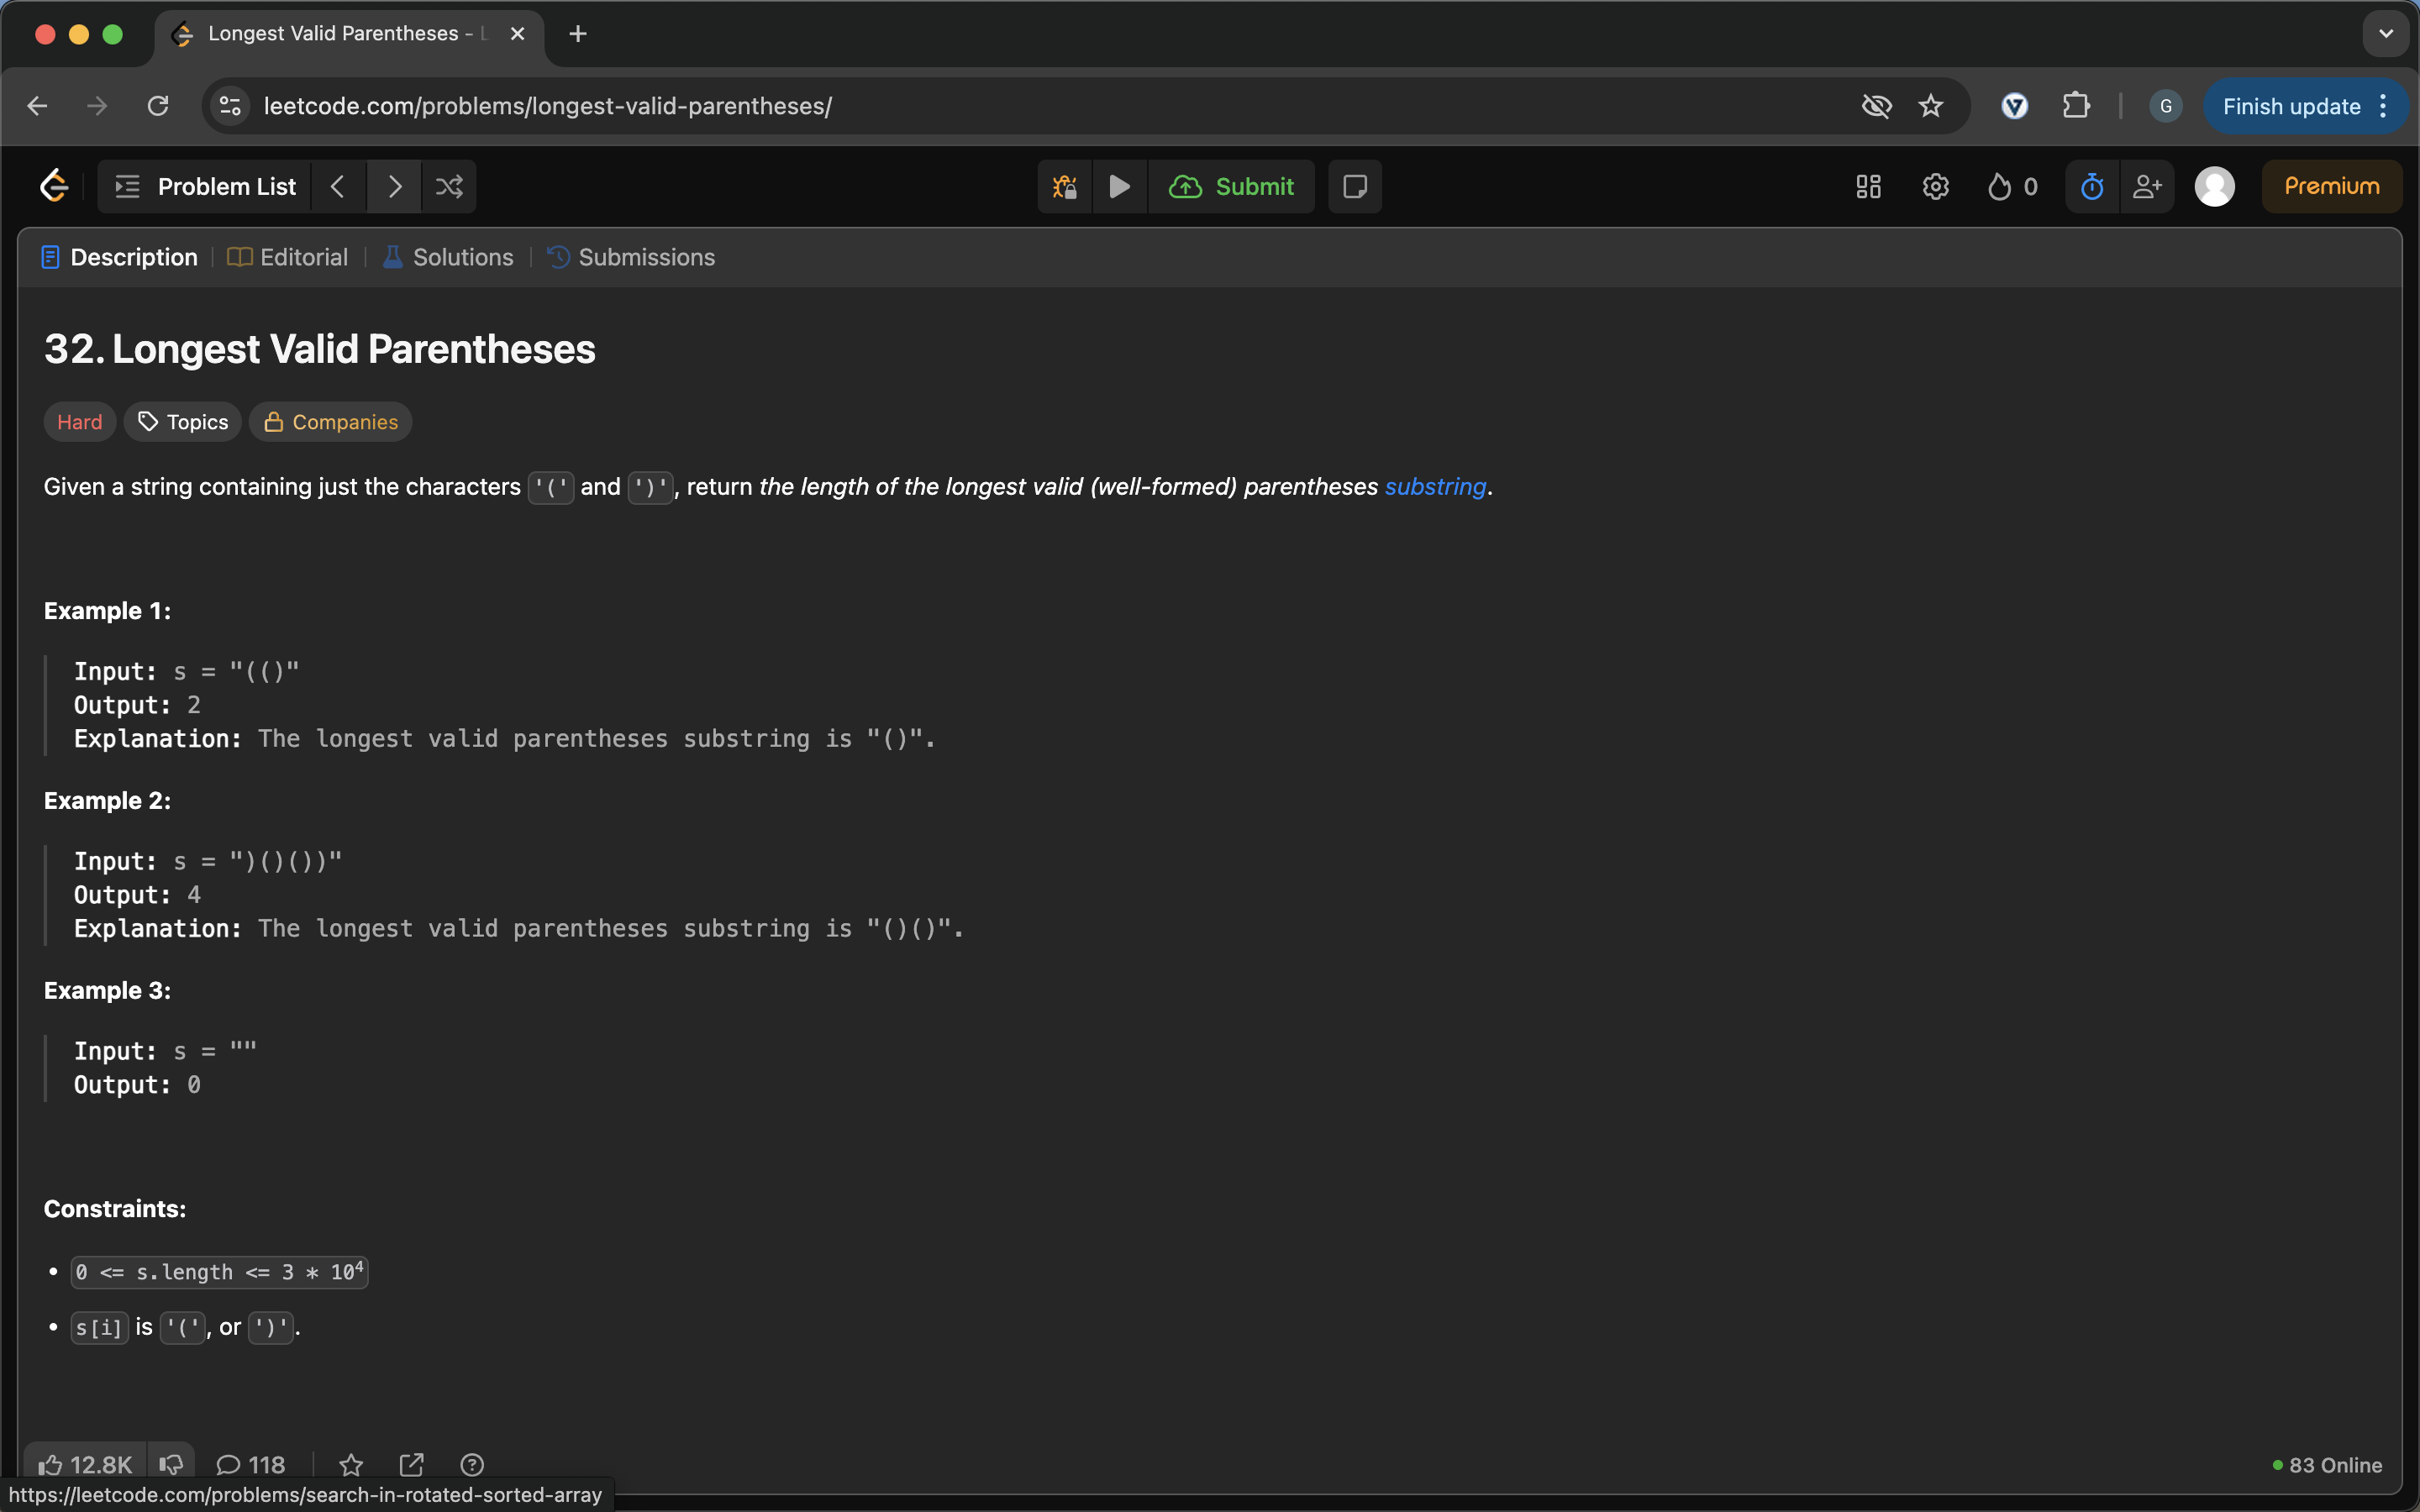 Longest Valid Parentheses - L
leetcode.com/problems/longest-valid-parentheses/
G
Finish update
Problem List
Submit
0
Premium
Description
Editorial
Solutions
Submissions
32. Longest Valid Parentheses
Hard
Topics
Companies
Given a string containing just the characters '(' and ')', return the length of the longest valid (well-formed) parentheses substring.
Example 1:
Input: s = "(()"
Output: 2
Explanation: The longest valid parentheses substring is "()".
Example 2:
Input: s = ")()())"
Output: 4
Explanation: The longest valid parentheses substring is "()()".
Example 3:
Input: s = ""
Output: 0
Constraints:
• 0 <= s.length <= 3 * 10⁴
• s[i] is '(', or ')'.
12.8K
118
83 Online
https://leetcode.com/problems/search-in-rotated-sorted-array